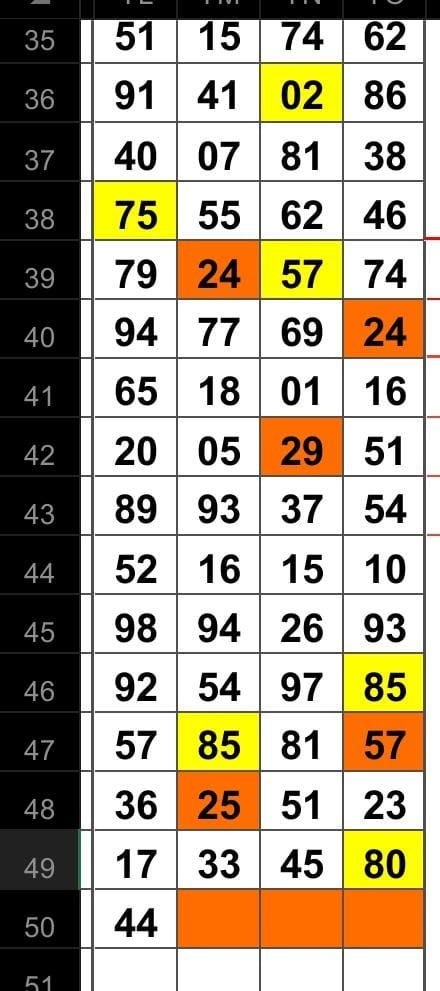 35 51 15 74 62
36 91 41 02 86
37 40 07 81 38
38 75 55 62 46
39 79 24 57 74
40 94 77 69 24
41 65 18 01 16
42 20 05 29 51
43 89 93 37 54
44 52 16 15 10
45 98 94 26 93
46 92 54 97 85
47 57 85 81 57
48 36 25 51 23
49 17 33 45 80
50 44
51